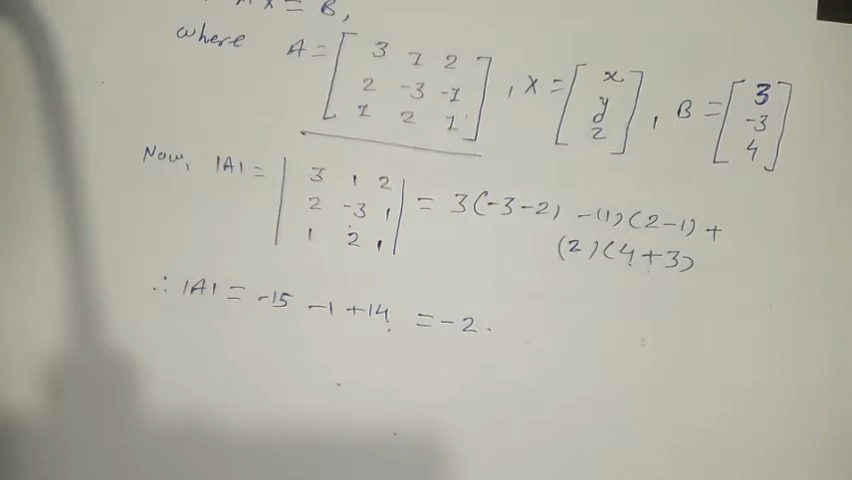 AX = B,
where A = [ 3 1 2 , X = [ x , B = [ 3
2 -3 -1 y -3
1 2 1 ] z ] 4 ]
Now, |A| = | 3 1 2
2 -3 1 | = 3(-3-2) -(1)(2-1) +
1 2 1 | (2)(4+3)
∴ |A| = -15 -1 +14 = -2.